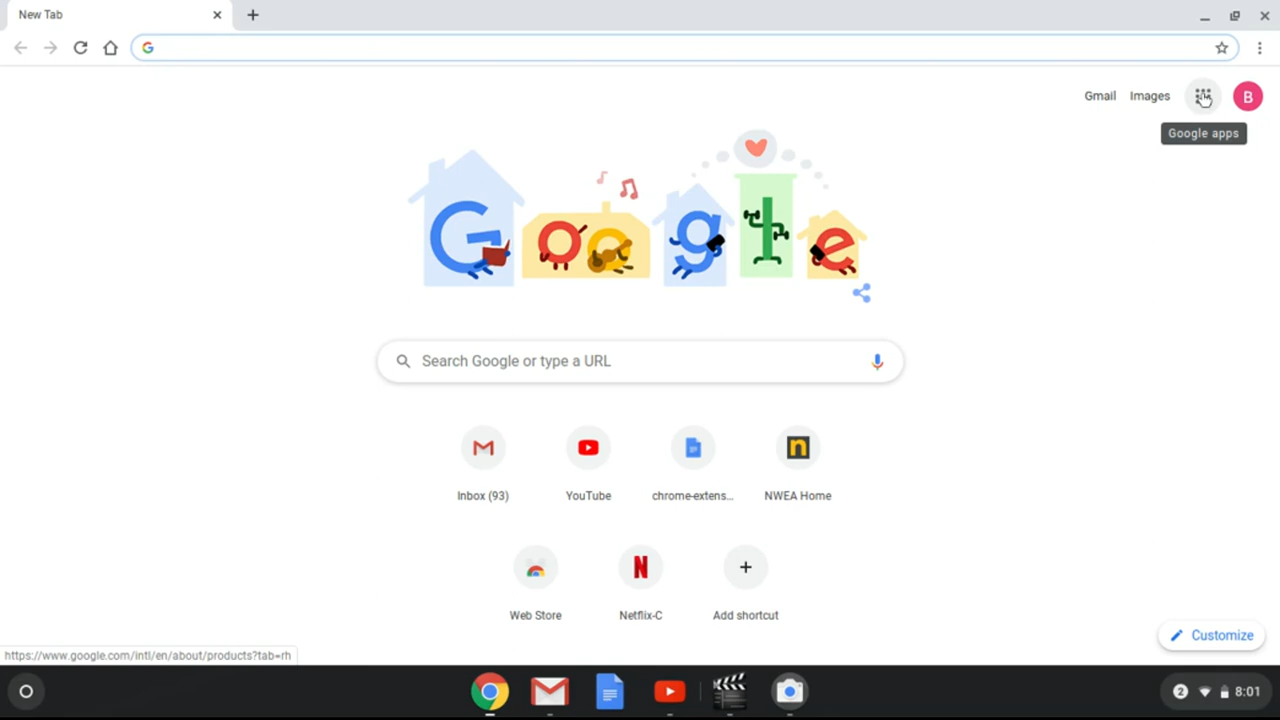 New Tab
Gmail Images B
Google apps
Google
Search Google or type a URL
Inbox (93) YouTube chrome-extens... NWEA Home
Web Store Netflix-C Add shortcut
Customize
https://www.google.com/intl/en/about/products?tab=rh
2 8:01